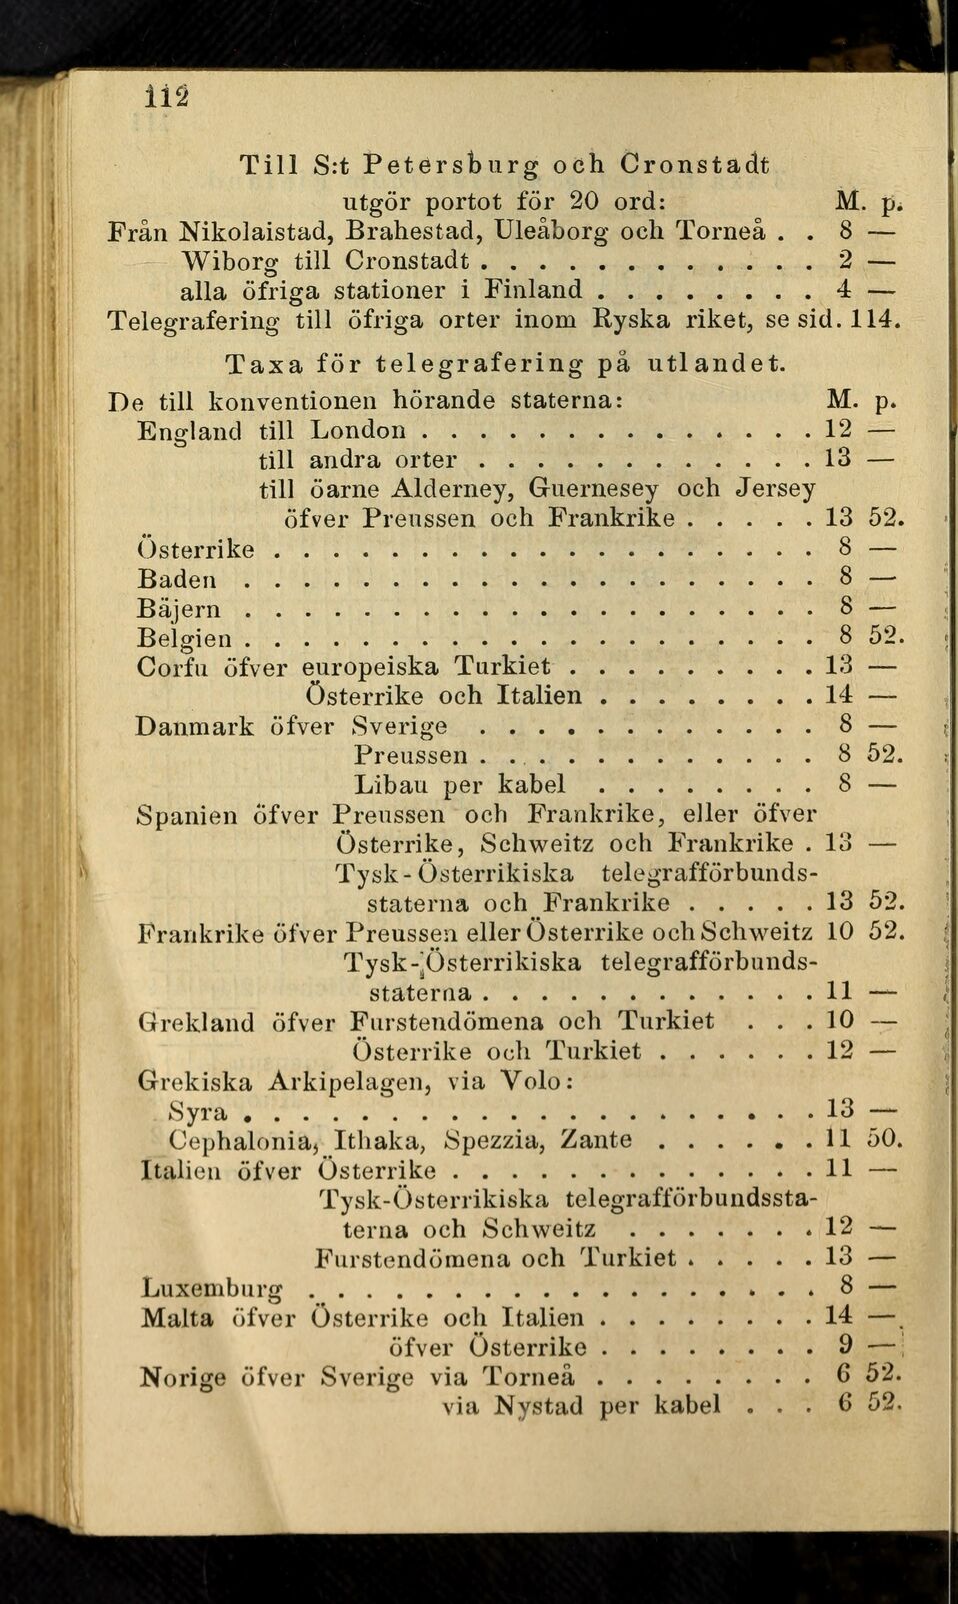 112
Till S:t Petersburg och Cronstadt
utgör portot för 20 ord: M. p.
Från Nikolaistad, Brahestad, Uleåborg och Torneå . . 8 —
Wiborg till Cronstadt . . . . . . . . . . . . 2 —
alla öfriga stationer i Finland . . . . . . . . 4 —
Telegrafering till öfriga orter inom Ryska riket, se sid. 114.
Taxa för telegrafering på utlandet.
De till konventionen hörande staterna: M. p.
England till London . . . . . . . . . . . . . . 12 —
till andra orter . . . . . . . . . . . . 13 —
till öarne Alderney, Guernesey och Jersey
öfver Preussen och Frankrike . . . . . 13 52.
Österrike . . . . . . . . . . . . . . . . . . . 8 —
Baden . . . . . . . . . . . . . . . . . . . . 8 —
Bäjern . . . . . . . . . . . . . . . . . . . . 8 —
Belgien . . . . . . . . . . . . . . . . . . . . 8 52.
Corfu öfver europeiska Turkiet . . . . . . . . . 13 —
Österrike och Italien . . . . . . . . 14 —
Danmark öfver Sverige . . . . . . . . . . . . 8 —
Preussen . . . . . . . . . . . . 8 52.
Libau per kabel . . . . . . . . 8 —
Spanien öfver Preussen och Frankrike, eller öfver
Österrike, Schweitz och Frankrike . 13 —
Tysk-Österrikiska telegrafförbunds-
staterna och Frankrike . . . . . 13 52.
Frankrike öfver Preussen eller Österrike och Schweitz 10 52.
Tysk-Österrikiska telegrafförbunds-
staterna . . . . . . . . . . . . 11 —
Grekland öfver Furstendömena och Turkiet . . . 10 —
Österrike och Turkiet . . . . . . 12 —
Grekiska Arkipelagen, via Volo:
Syra . . . . . . . . . . . . . . . . . . . . 13 —
Cephalonia, Ithaka, Spezzia, Zante . . . . . . 11 50.
Italien öfver Österrike . . . . . . . . . . . . . 11 —
Tysk-Österrikiska telegrafförbundssta-
terna och Schweitz . . . . . . . 12 —
Furstendömena och Turkiet . . . . . 13 —
Luxemburg . . . . . . . . . . . . . . . . . . 8 —
Malta öfver Österrike och Italien . . . . . . . . 14 —
öfver Österrike . . . . . . . . 9 —
Norige öfver Sverige via Torneå . . . . . . . . 6 52.
via Nystad per kabel . . . 6 52.